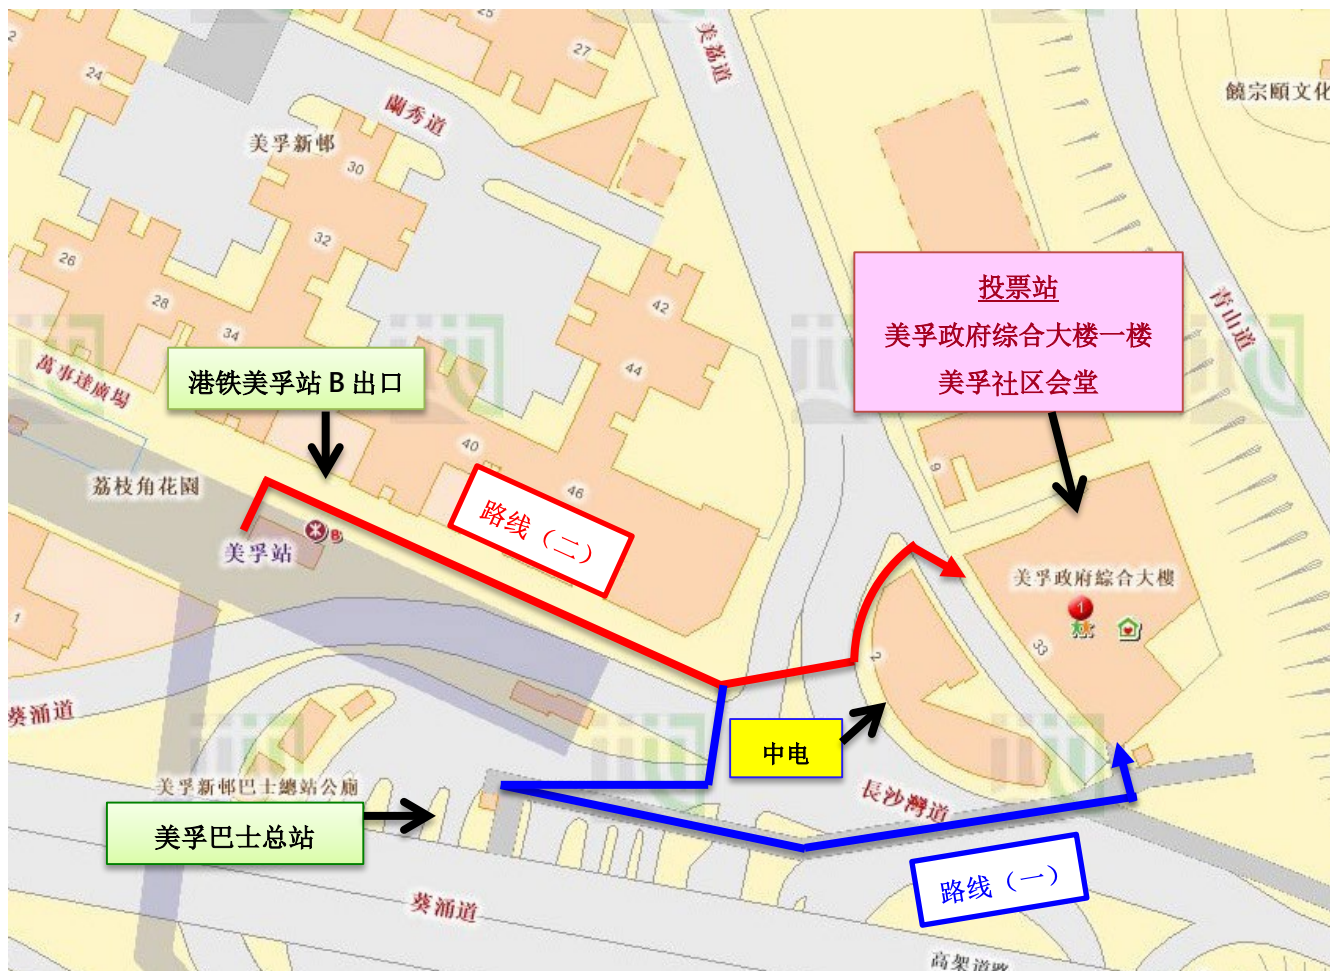 25
27
2
24
美荔道
饒宗頤文化
蘭秀道
美孚新邨
30
32
26
28
34
42
44
投票站
美孚政府综合大楼一楼
美孚社区会堂
青山道
萬事達廣場
港铁美孚站 B 出口
40
46
9
荔枝角花園
路线（二）
美孚站
B
美孚政府綜合大樓
1
1
33
2
葵涌道
中电
美孚新邨巴士總站公廁
長沙灣道
美孚巴士总站
路线（一）
葵涌道
高架道路